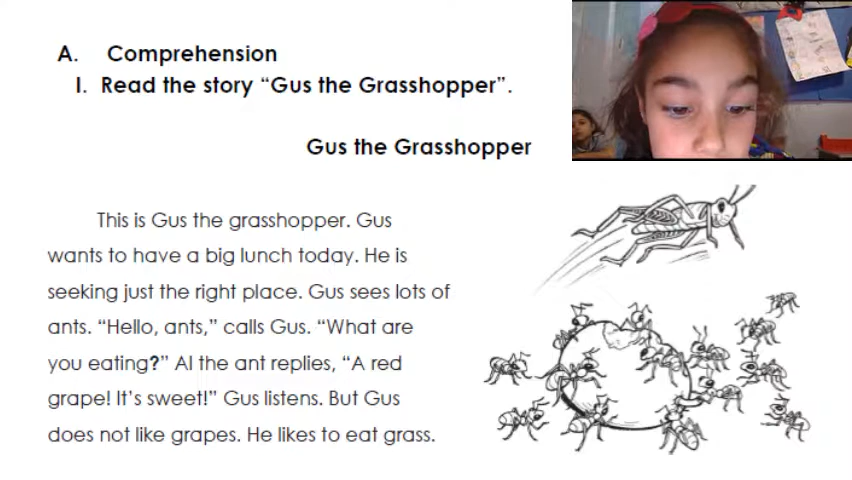 A. Comprehension
I. Read the story “Gus the Grasshopper”.
Gus the Grasshopper
This is Gus the grasshopper. Gus
wants to have a big lunch today. He is
seeking just the right place. Gus sees lots of
ants. “Hello, ants,” calls Gus. “What are
you eating?” Al the ant replies, “A red
grape! It’s sweet!” Gus listens. But Gus
does not like grapes. He likes to eat grass.